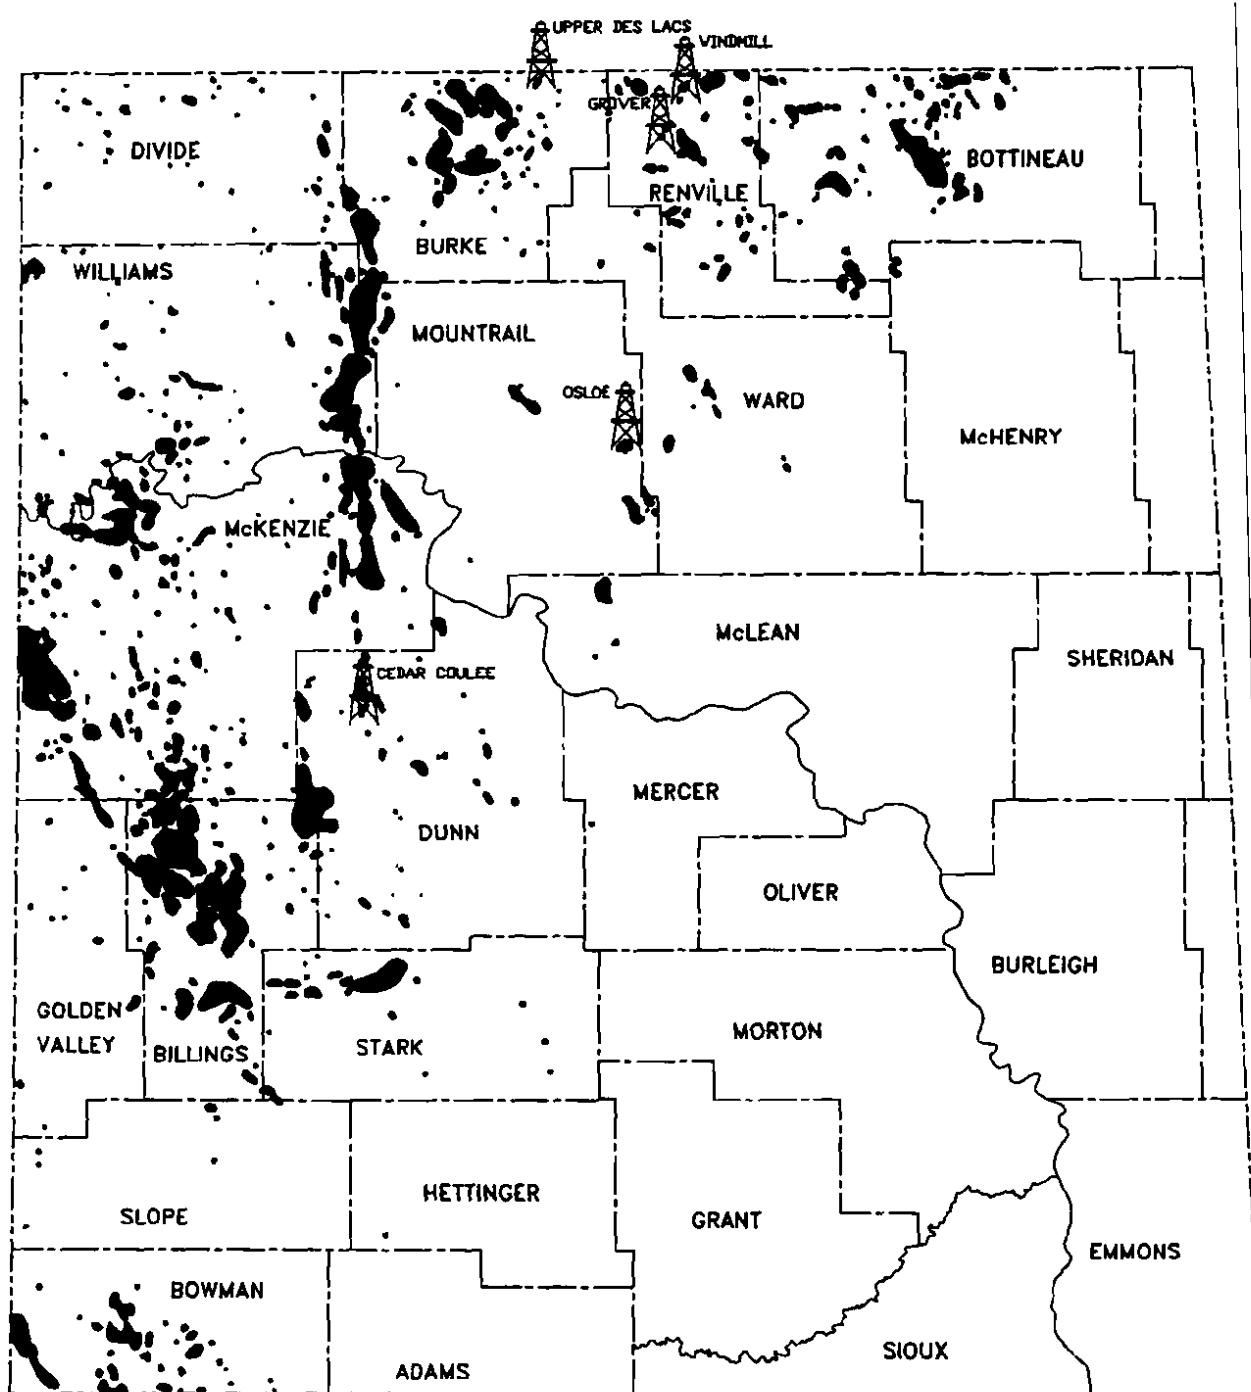 UPPER DES LACS
WINDMILL
GROVER
DIVIDE
BOTTINEAU
RENVILLE
BURKE
WILLIAMS
MOUNTRAIL
OSLOE
WARD
McHENRY
McKENZIE
McLEAN
SHERIDAN
CEDAR COULEE
MERCER
DUNN
OLIVER
BURLEIGH
GOLDEN
VALLEY
BILLINGS
STARK
MORTON
HETTINGER
SLOPE
GRANT
EMMONS
BOWMAN
SIOUX
ADAMS